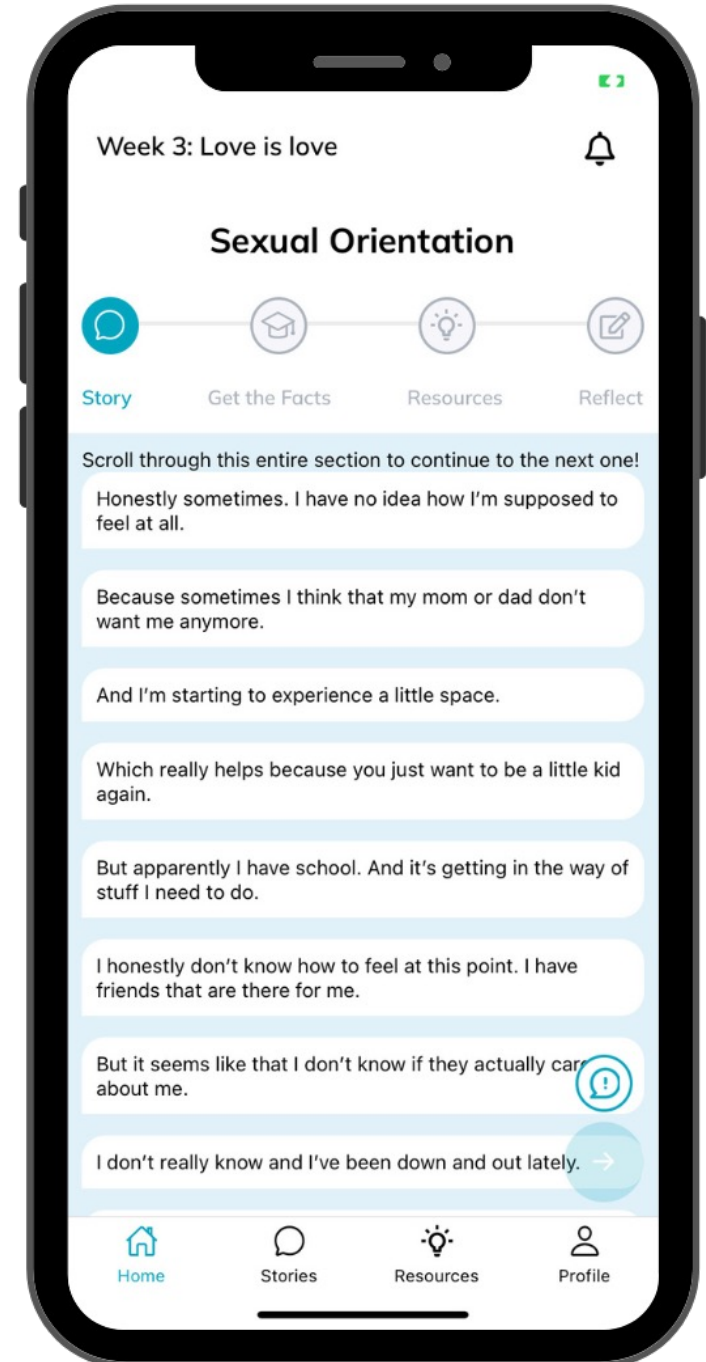 Week 3: Love is love
Sexual Orientation
Story
Get the Facts
Resources
Reflect
Scroll through this entire section to continue to the next one!
Honestly sometimes. I have no idea how I'm supposed to
feel at all.
Because sometimes I think that my mom or dad don't
want me anymore.
And I'm starting to experience a little space.
Which really helps because you just want to be a little kid
again.
But apparently I have school. And it's getting in the way of
stuff I need to do.
I honestly don't know how to feel at this point. I have
friends that are there for me.
But it seems like that I don't know if they actually care
about me.
I don't really know and I've been down and out lately.
Home
Stories
Resources
Profile